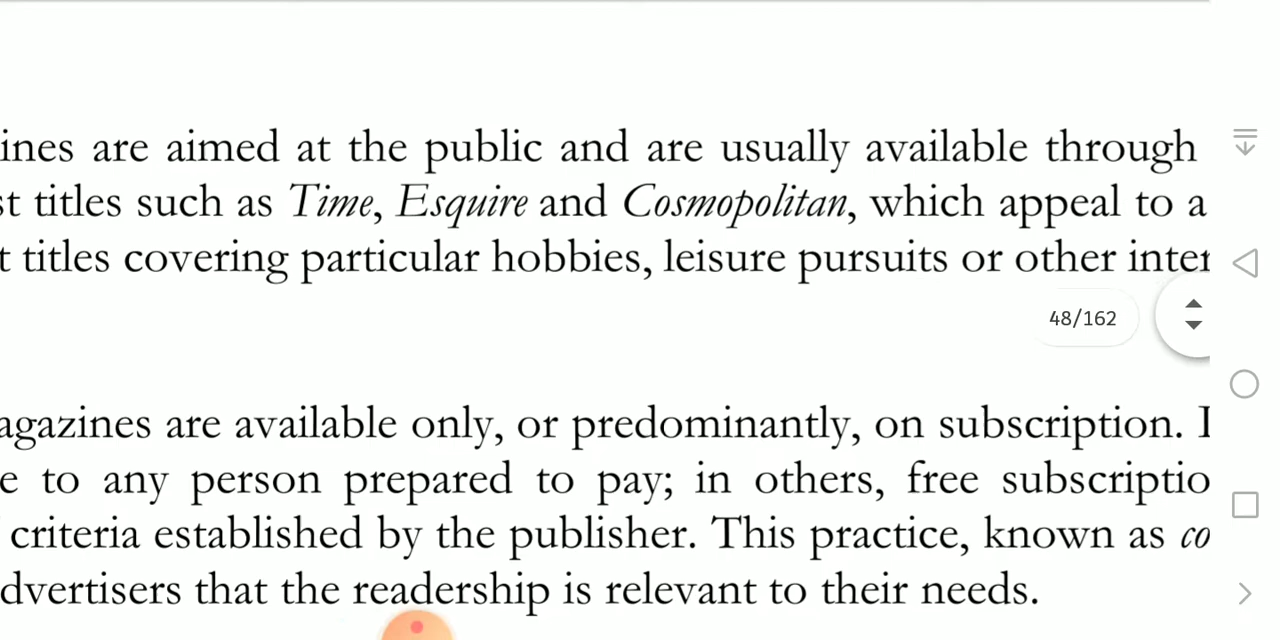 ines are aimed at the public and are usually available through
st titles such as Time, Esquire and Cosmopolitan, which appeal to a
t titles covering particular hobbies, leisure pursuits or other inter
48/162
agazines are available only, or predominantly, on subscription. I
e to any person prepared to pay; in others, free subscriptio
criteria established by the publisher. This practice, known as co
dvertisers that the readership is relevant to their needs.